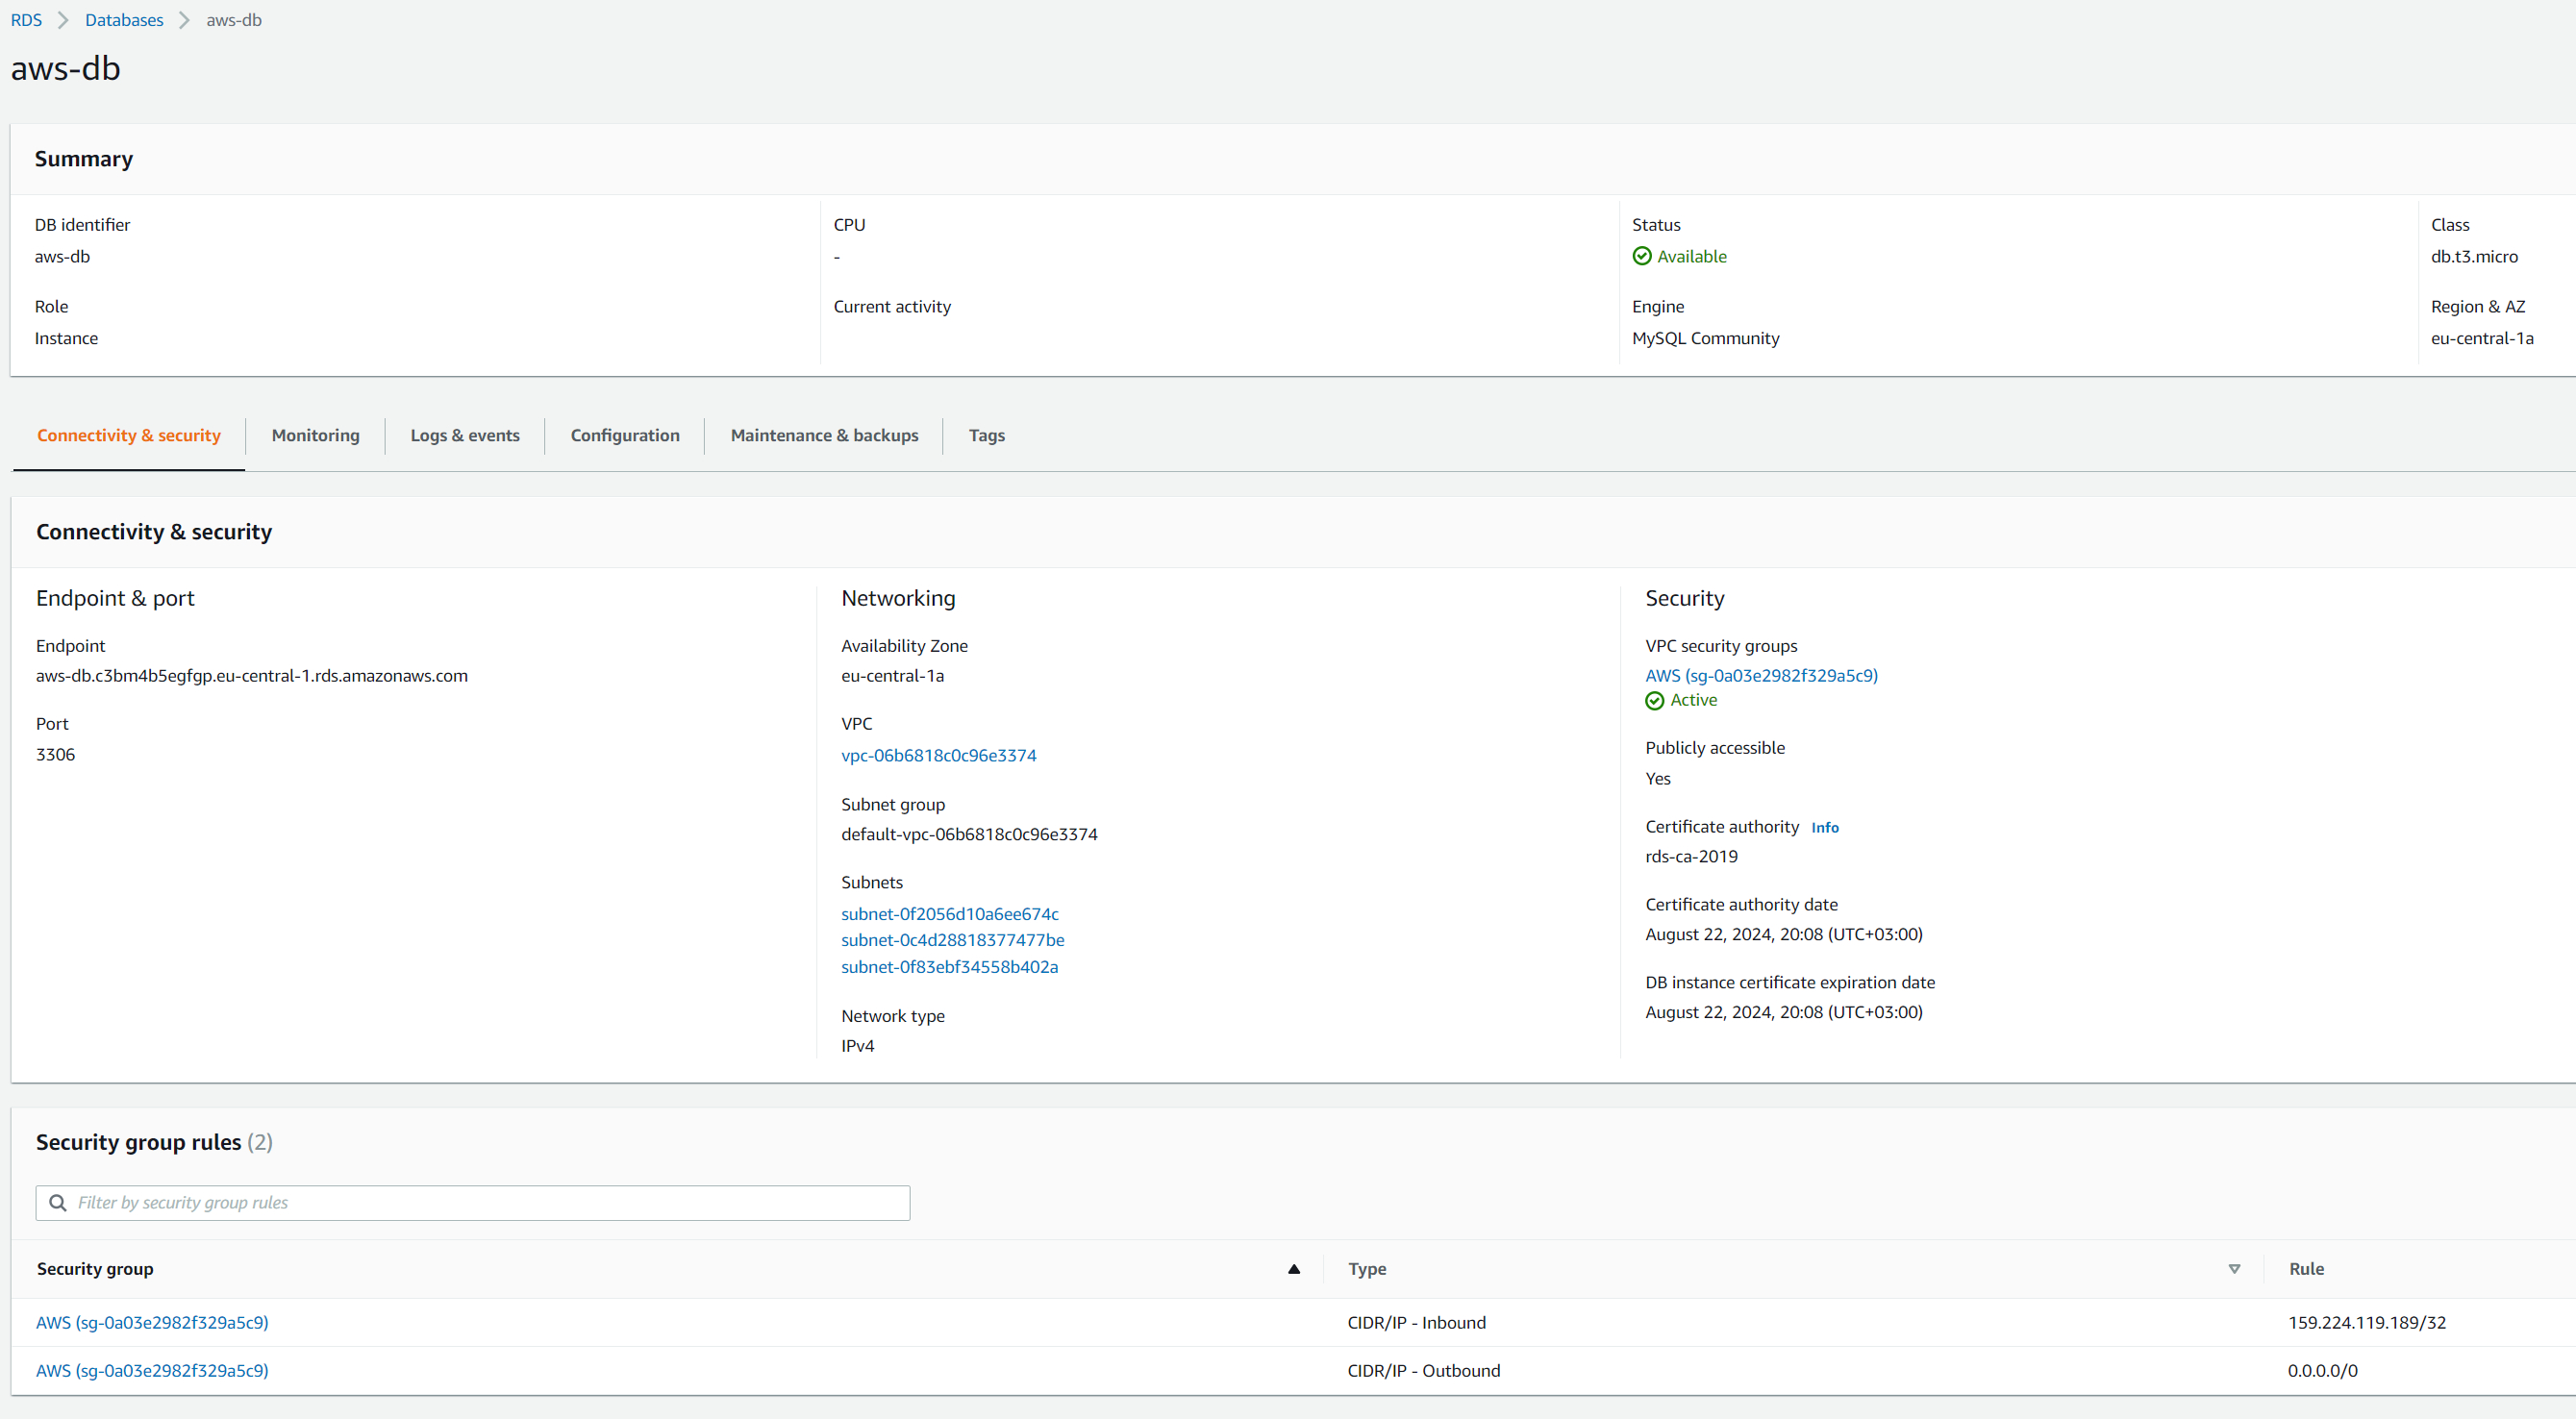 RDS > Databases > aws-db
aws-db
Summary
DB identifier
aws-db
CPU
-
Status
Available
Class
db.t3.micro
Role
Instance
Current activity
Engine
MySQL Community
Region & AZ
eu-central-1a
Connectivity & security
Monitoring
Logs & events
Configuration
Maintenance & backups
Tags
Connectivity & security
Endpoint & port
Endpoint
aws-db.c3bm4b5egfgp.eu-central-1.rds.amazonaws.com
Port
3306
Networking
Availability Zone
eu-central-1a
VPC
vpc-06b6818c0c96e3374
Subnet group
default-vpc-06b6818c0c96e3374
Subnets
subnet-0f2056d10a6ee674c
subnet-0c4d28818377477be
subnet-0f83ebf34558b402a
Network type
IPv4
Security
VPC security groups
AWS (sg-0a03e2982f329a5c9)
Active
Publicly accessible
Yes
Certificate authority Info
rds-ca-2019
Certificate authority date
August 22, 2024, 20:08 (UTC+03:00)
DB instance certificate expiration date
August 22, 2024, 20:08 (UTC+03:00)
Security group rules (2)
Filter by security group rules
Security group
Type
Rule
AWS (sg-0a03e2982f329a5c9)
CIDR/IP - Inbound
159.224.119.189/32
AWS (sg-0a03e2982f329a5c9)
CIDR/IP - Outbound
0.0.0.0/0